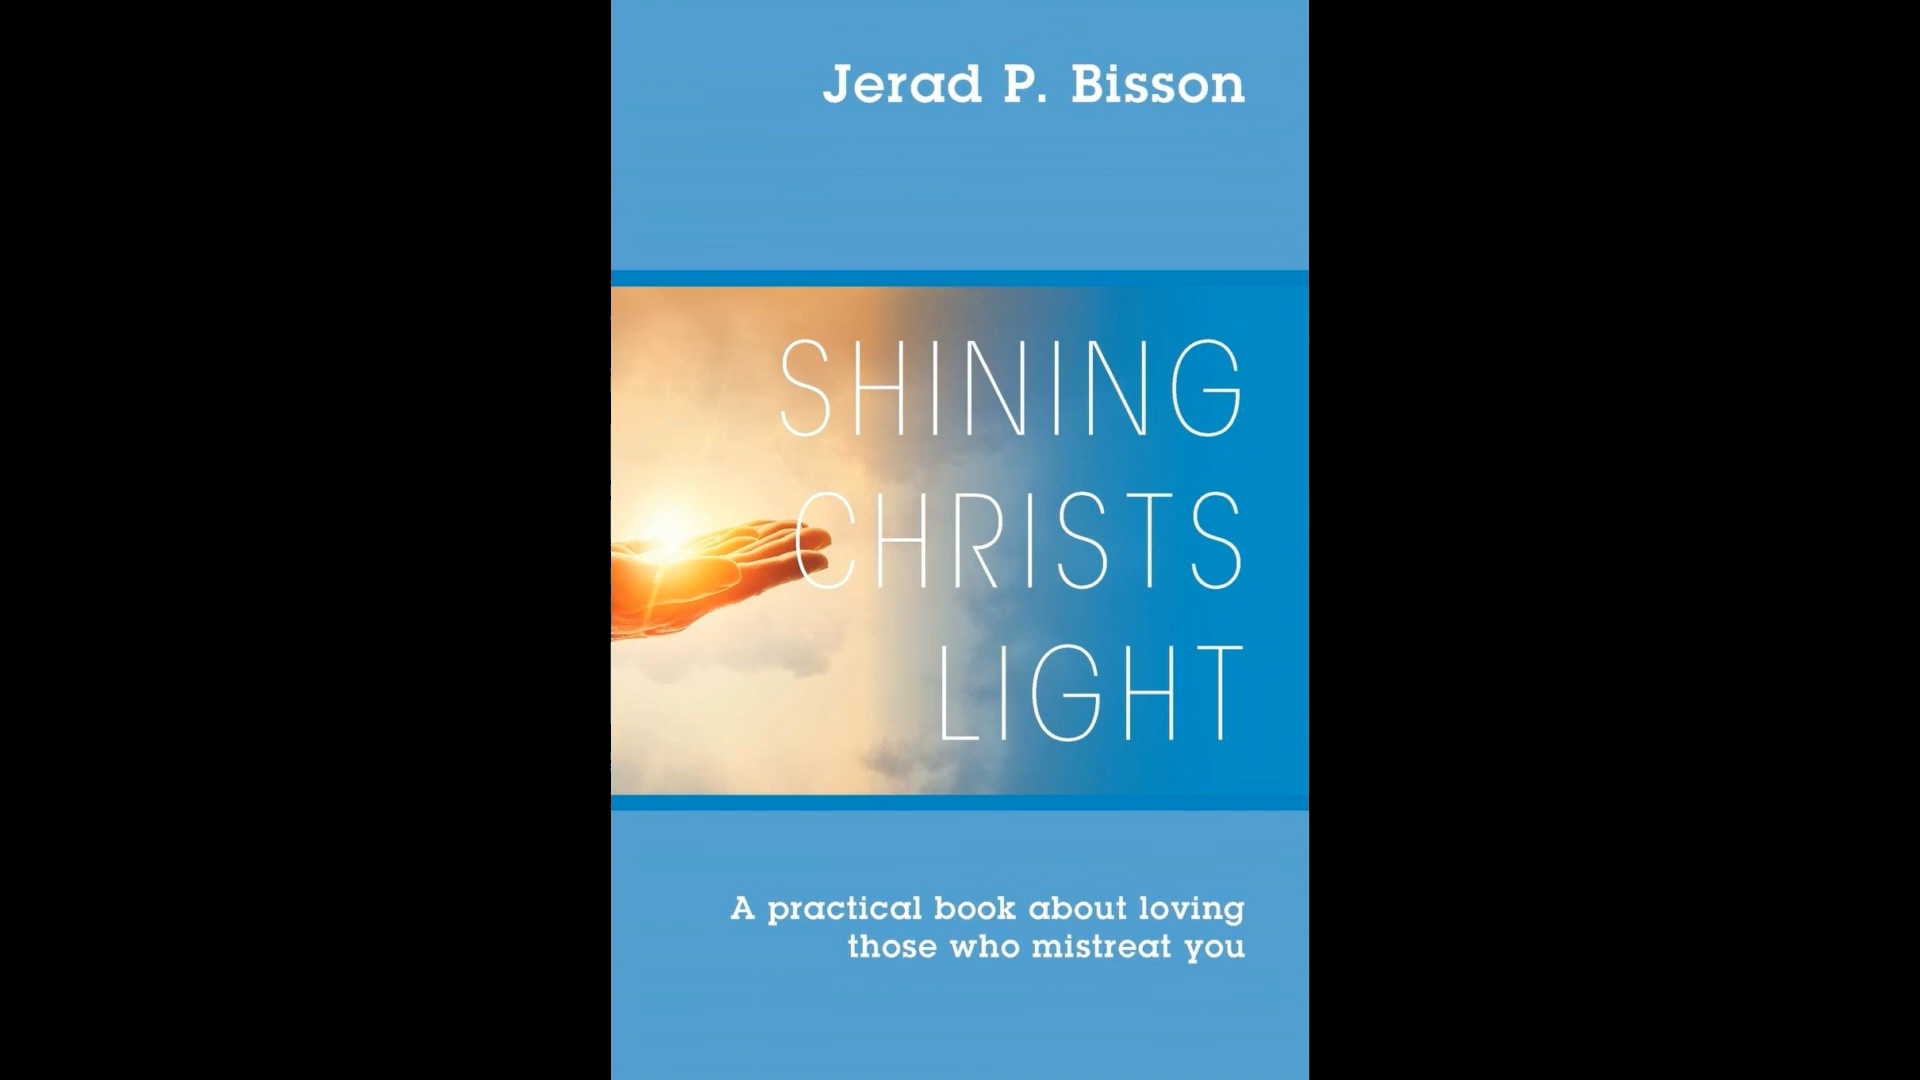 Jerad P. Bisson
SHINING
CHRISTS
LIGHT
A practical book about loving
those who mistreat you